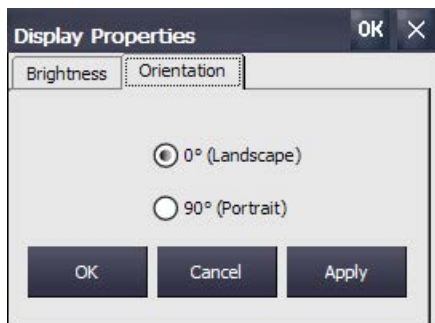 Display Properties OK
Brightness Orientation
0° (Landscape)
90° (Portrait)
OK Cancel Apply